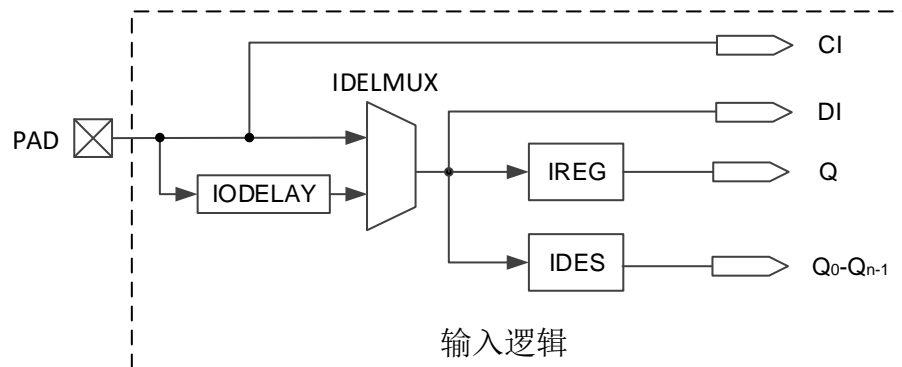 CI
IDELMUX
DI
PAD
IREG
Q
IODELAY
IDES
Q0-Qn-1
输入逻辑